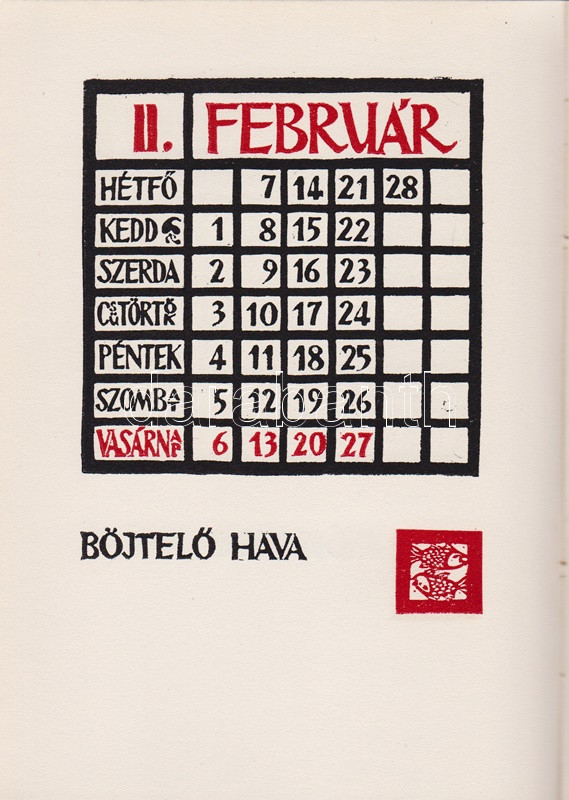 II. FEBRUÁR
HÉTFŐ 7 14 21 28
KEDD 1 8 15 22
SZERDA 2 9 16 23
CSÜTÖRTÖK 3 10 17 24
PÉNTEK 4 11 18 25
SZOMBAT 5 12 19 26
VASÁRNAP 6 13 20 27
darabanth
BÖJTELŐ HAVA